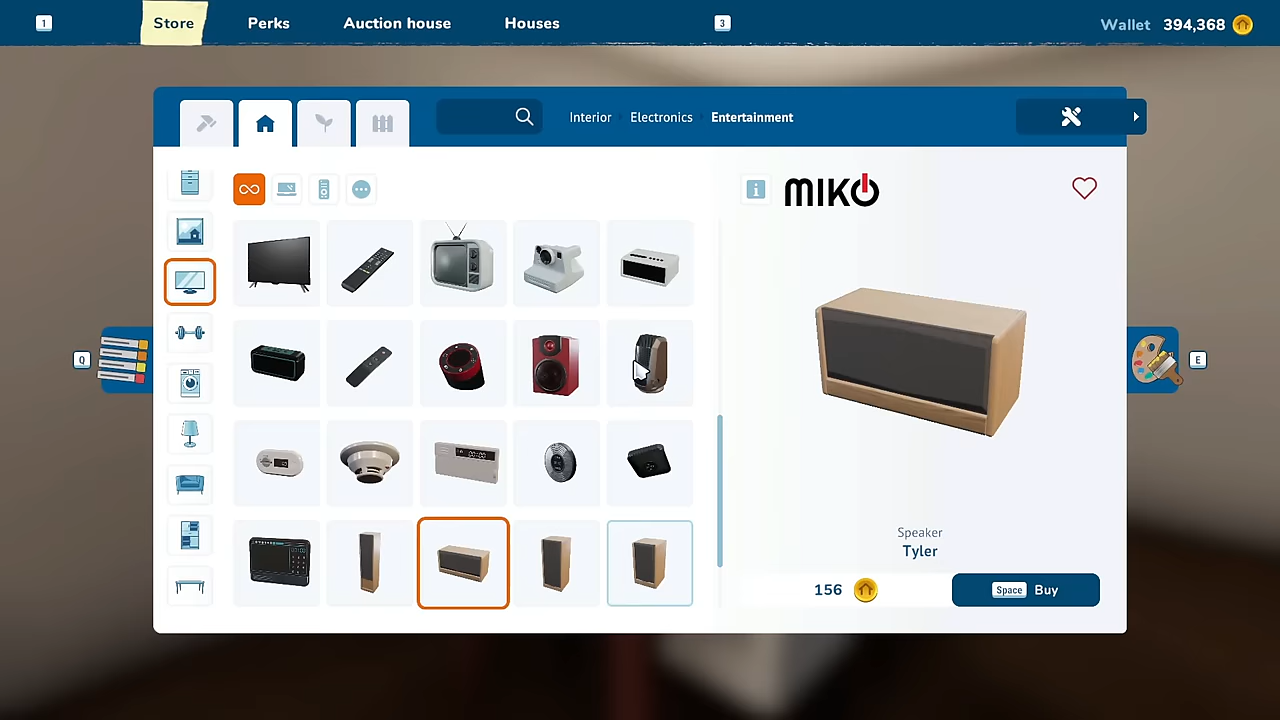 1
Store
Perks
Auction house
Houses
3
Wallet 394,368
Interior
Electronics
Entertainment
MIKO
Q
E
Speaker
Tyler
156
Space Buy